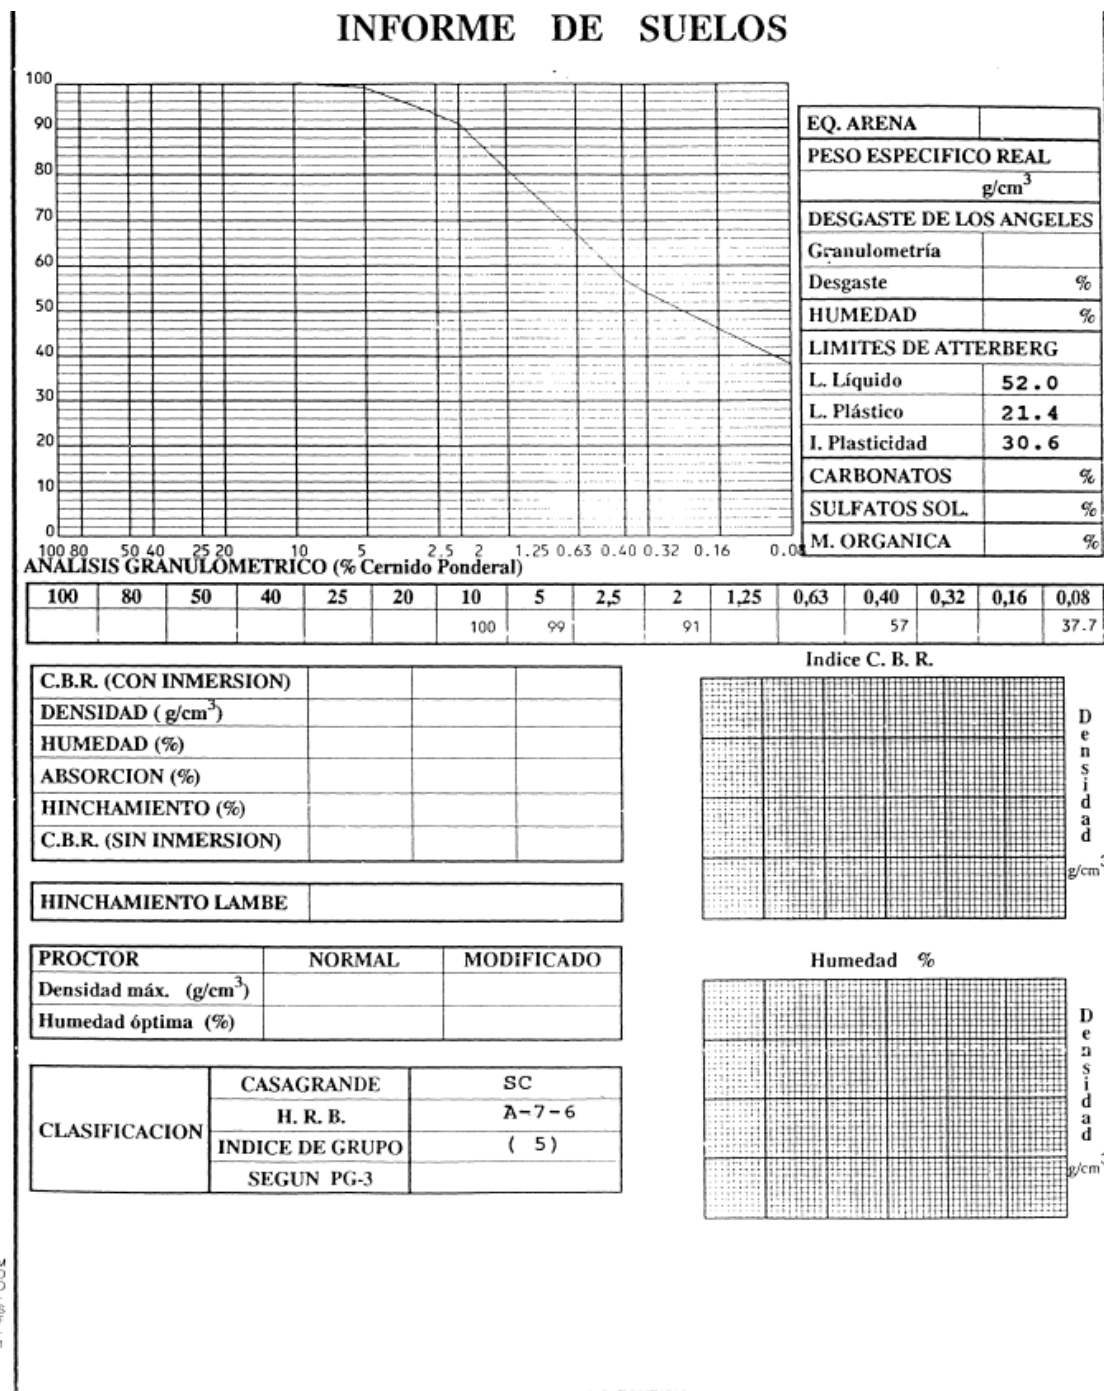 INFORME DE SUELOS
100
90
80
70
60
50
40
30
20
10
0
100 80 50 40 25 20 10 5 2.5 2 1.25 0.63 0.40 0.32 0.16 0.08
EQ. ARENA
PESO ESPECIFICO REAL
g/cm3
DESGASTE DE LOS ANGELES
Granulometría
Desgaste %
HUMEDAD %
LIMITES DE ATTERBERG
L. Líquido 52.0
L. Plástico 21.4
I. Plasticidad 30.6
CARBONATOS %
SULFATOS SOL. %
M. ORGANICA %
ANALISIS GRANULOMETRICO (% Cernido Ponderal)
100 80 50 40 25 20 10 5 2,5 2 1,25 0,63 0,40 0,32 0,16 0,08
100 99 91 57 37.7
C.B.R. (CON INMERSION)
DENSIDAD ( g/cm3)
HUMEDAD (%)
ABSORCION (%)
HINCHAMIENTO (%)
C.B.R. (SIN INMERSION)
HINCHAMIENTO LAMBE
Indice C. B. R.
Densidad
g/cm3
PROCTOR NORMAL MODIFICADO
Densidad máx. (g/cm3)
Humedad óptima (%)
Humedad %
Densidad
g/cm3
CLASIFICACION
CASAGRANDE SC
H. R. B. A-7-6
INDICE DE GRUPO ( 5)
SEGUN PG-3